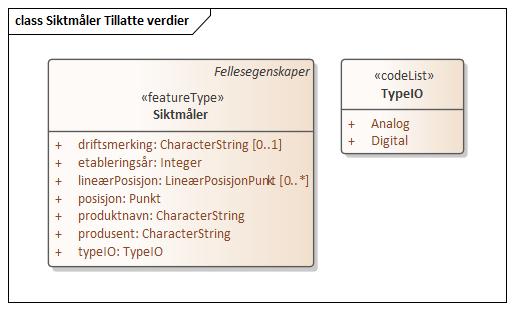 class Siktmåler Tillatte verdier
Fellesegenskaper
«featureType»
Siktmåler
+ driftsmerking: CharacterString [0..1]
+ etableringsår: Integer
+ lineærPosisjon: LineærPosisjonPunkt [0..*]
+ posisjon: Punkt
+ produktnavn: CharacterString
+ produsent: CharacterString
+ typeIO: TypeIO
«codeList»
TypeIO
+ Analog
+ Digital